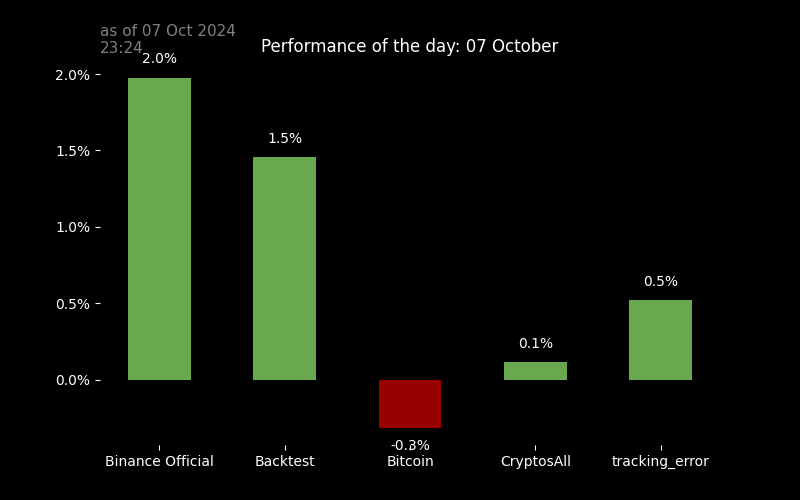 as of 07 Oct 2024
23:24
Performance of the day: 07 October
2.0%
2.0%
1.5%
1.5%
1.0%
0.5%
0.5%
0.1%
0.0%
-0.3%
Binance Official
Backtest
Bitcoin
CryptosAll
tracking_error